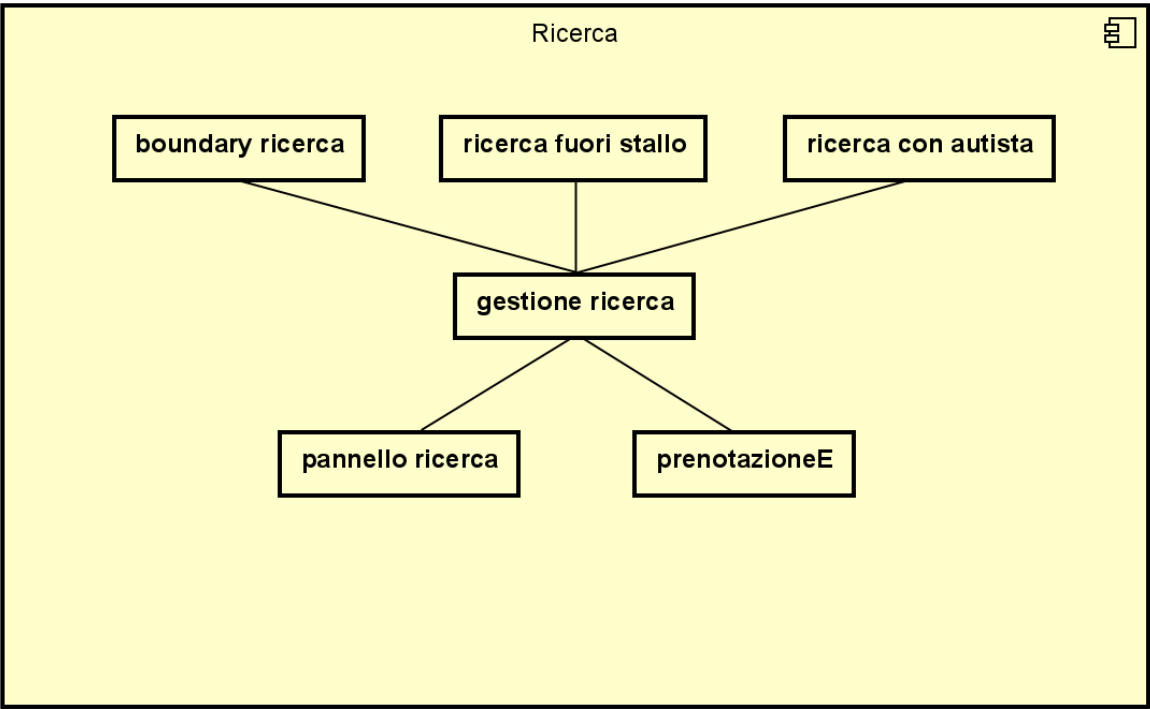 Ricerca
boundary ricerca
ricerca fuori stallo
ricerca con autista
gestione ricerca
pannello ricerca
prenotazioneE